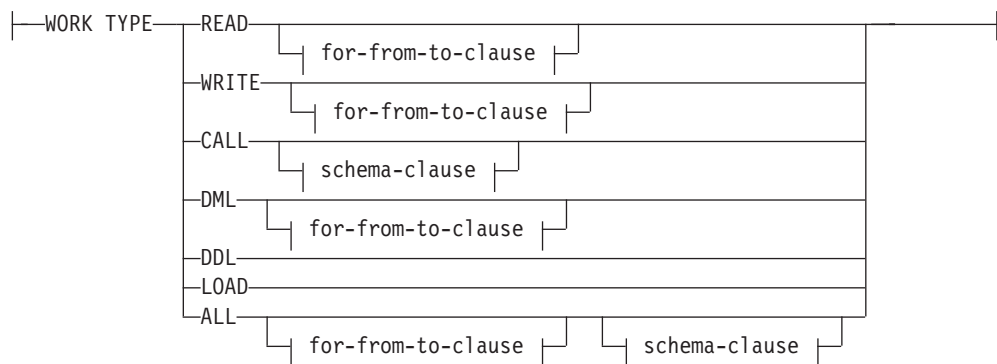 WORK TYPE READ
for-from-to-clause
WRITE
for-from-to-clause
CALL
schema-clause
DML
for-from-to-clause
DDL
LOAD
ALL
for-from-to-clause schema-clause